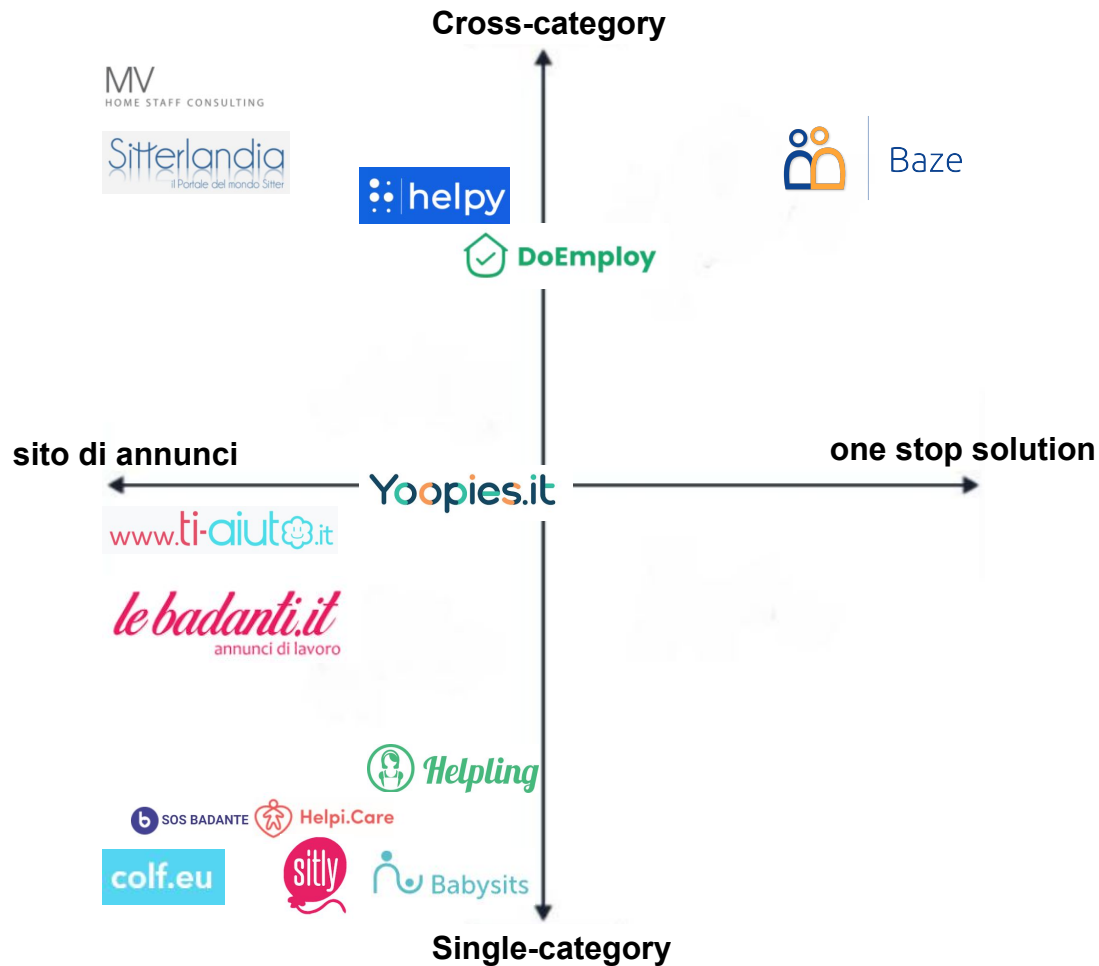 Cross-category
MV
HOME STAFF CONSULTING
Sitterlandia
il Portale del mondo Sitter
helpy
Baze
DoEmploy
sito di annunci
one stop solution
Yoopies.it
www.ti-aiuto.it
le badanti.it
annunci di lavoro
Helpling
b SOS BADANTE
Helpi.Care
colf.eu
sitly
Babysits
Single-category